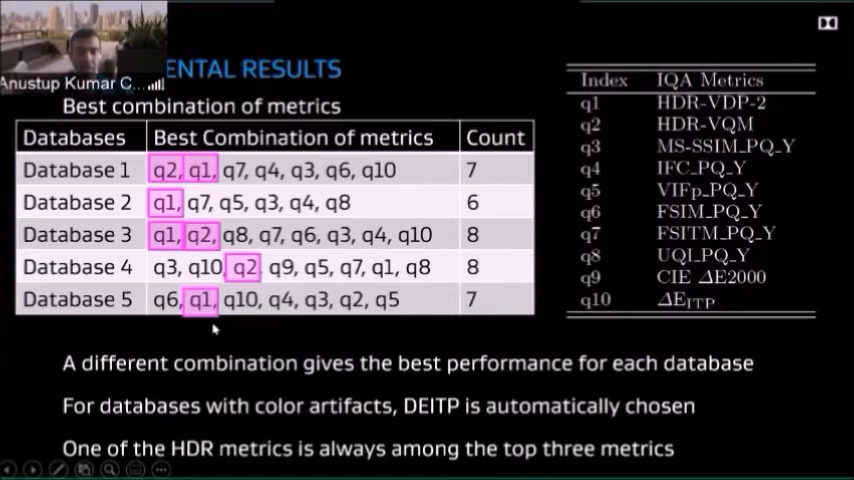 ENTAL RESULTS
Anustup Kumar C...
Best combination of metrics
Databases Best Combination of metrics Count
Database 1 q2, q1, q7, q4, q3, q6, q10 7
Database 2 q1, q7, q5, q3, q4, q8 6
Database 3 q1, q2, q8, q7, q6, q3, q4, q10 8
Database 4 q3, q10, q2, q9, q5, q7, q1, q8 8
Database 5 q6, q1, q10, q4, q3, q2, q5 7
Index IQA Metrics
q1 HDR-VDP-2
q2 HDR-VQM
q3 MS-SSIM_PQ_Y
q4 IFC_PQ_Y
q5 VIFp_PQ_Y
q6 FSIM_PQ_Y
q7 FSITM_PQ_Y
q8 UQI_PQ_Y
q9 CIE ΔE2000
q10 ΔEITP
A different combination gives the best performance for each database
For databases with color artifacts, DEITP is automatically chosen
One of the HDR metrics is always among the top three metrics